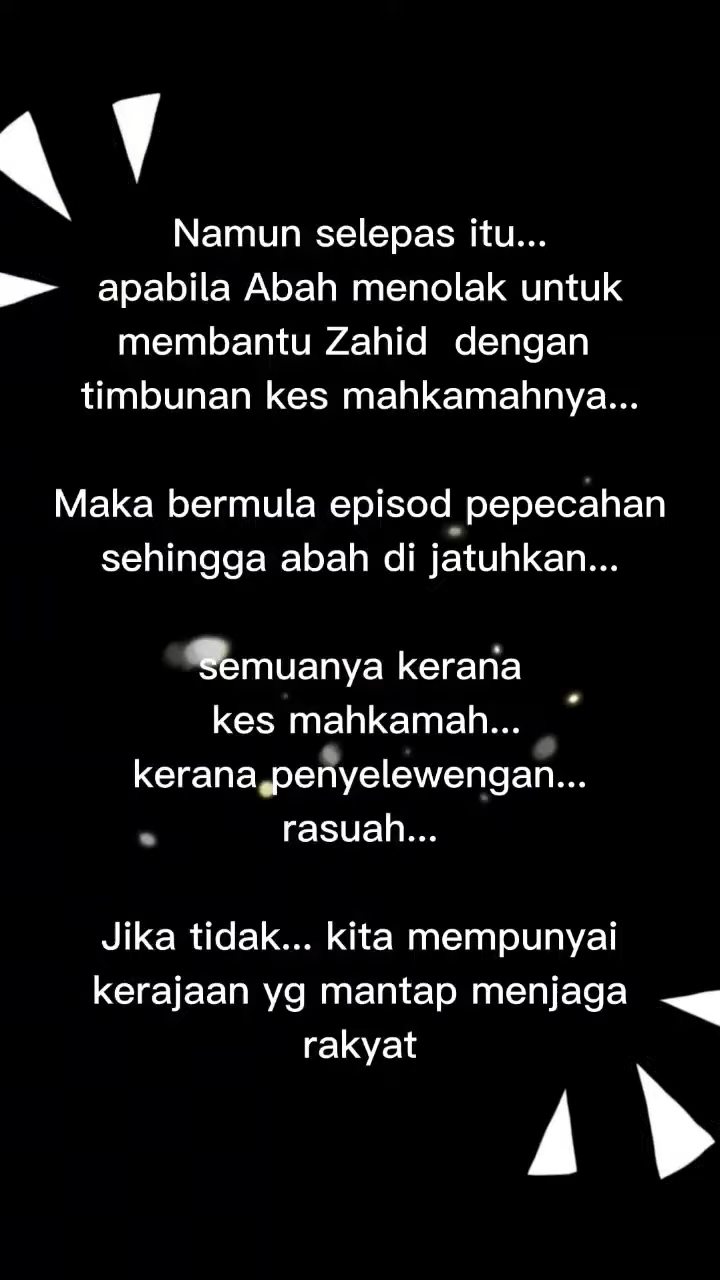 Namun selepas itu...
apabila Abah menolak untuk
membantu Zahid dengan
timbunan kes mahkamahnya...
Maka bermula episod pepecahan
sehingga abah di jatuhkan...
semuanya kerana
kes mahkamah...
kerana penyelewengan...
rasuah...
Jika tidak... kita mempunyai
kerajaan yg mantap menjaga
rakyat